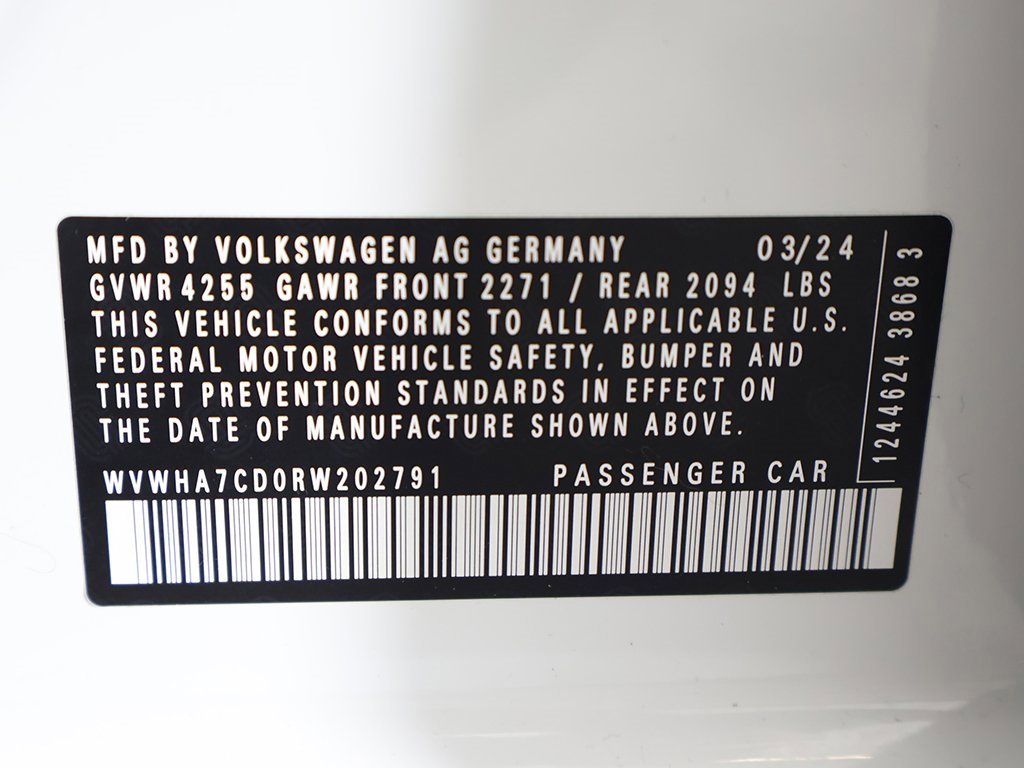 MFD BY VOLKSWAGEN AG GERMANY 03/24
GVWR 4255 GAWR FRONT 2271 / REAR 2094 LBS
THIS VEHICLE CONFORMS TO ALL APPLICABLE U.S.
FEDERAL MOTOR VEHICLE SAFETY, BUMPER AND
THEFT PREVENTION STANDARDS IN EFFECT ON
THE DATE OF MANUFACTURE SHOWN ABOVE.
WVWHA7CD0RW202791 PASSENGER CAR
1244624 3868 3